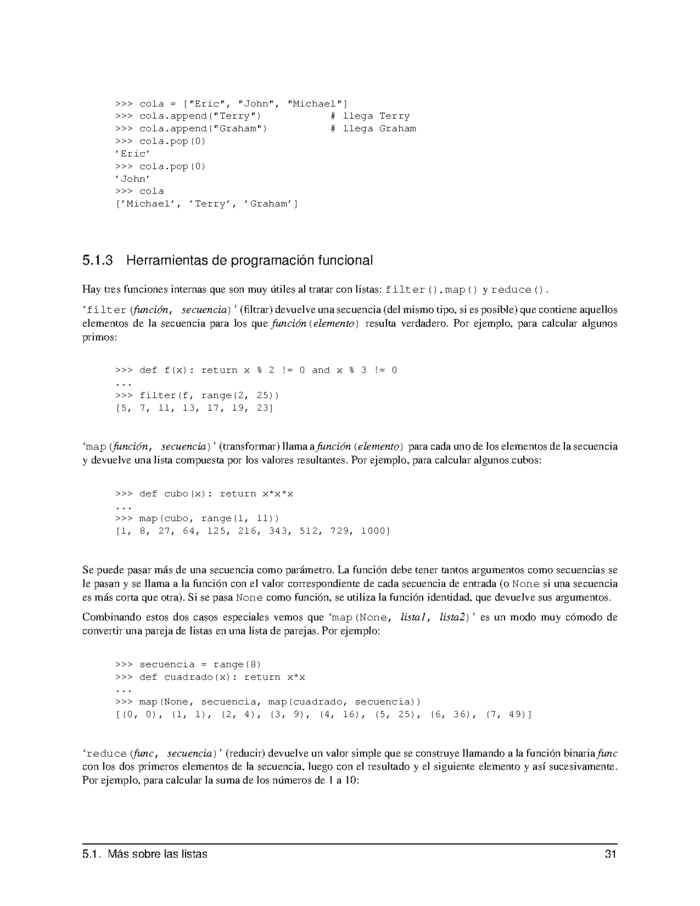 >>> cola = ["Eric", "John", "Michael"]
>>> cola.append("Terry")           # llega Terry
>>> cola.append("Graham")          # llega Graham
>>> cola.pop(0)
’Eric’
>>> cola.pop(0)
’John’
>>> cola
[’Michael’, ’Terry’, ’Graham’]
5.1.3 Herramientas de programación funcional
Hay tres funciones internas que son muy útiles al tratar con listas: filter(), map() y reduce().
‘filter(función, secuencia)’ (filtrar) devuelve una secuencia (del mismo tipo, si es posible) que contiene aquellos
elementos de la secuencia para los que función(elemento) resulta verdadero. Por ejemplo, para calcular algunos
primos:
>>> def f(x): return x % 2 != 0 and x % 3 != 0
...
>>> filter(f, range(2, 25))
[5, 7, 11, 13, 17, 19, 23]
‘map(función, secuencia)’ (transformar) llama a función(elemento) para cada uno de los elementos de la secuencia
y devuelve una lista compuesta por los valores resultantes. Por ejemplo, para calcular algunos cubos:
>>> def cubo(x): return x*x*x
...
>>> map(cubo, range(1, 11))
[1, 8, 27, 64, 125, 216, 343, 512, 729, 1000]
Se puede pasar más de una secuencia como parámetro. La función debe tener tantos argumentos como secuencias se
le pasan y se llama a la función con el valor correspondiente de cada secuencia de entrada (o None si una secuencia
es más corta que otra). Si se pasa None como función, se utiliza la función identidad, que devuelve sus argumentos.
Combinando estos dos casos especiales vemos que ‘map(None, lista1, lista2)’ es un modo muy cómodo de
convertir una pareja de listas en una lista de parejas. Por ejemplo:
>>> secuencia = range(8)
>>> def cuadrado(x): return x*x
...
>>> map(None, secuencia, map(cuadrado, secuencia))
[(0, 0), (1, 1), (2, 4), (3, 9), (4, 16), (5, 25), (6, 36), (7, 49)]
‘reduce(func, secuencia)’ (reducir) devuelve un valor simple que se construye llamando a la función binaria func
con los dos primeros elementos de la secuencia, luego con el resultado y el siguiente elemento y así sucesivamente.
Por ejemplo, para calcular la suma de los números de 1 a 10:
5.1. Más sobre las listas 31